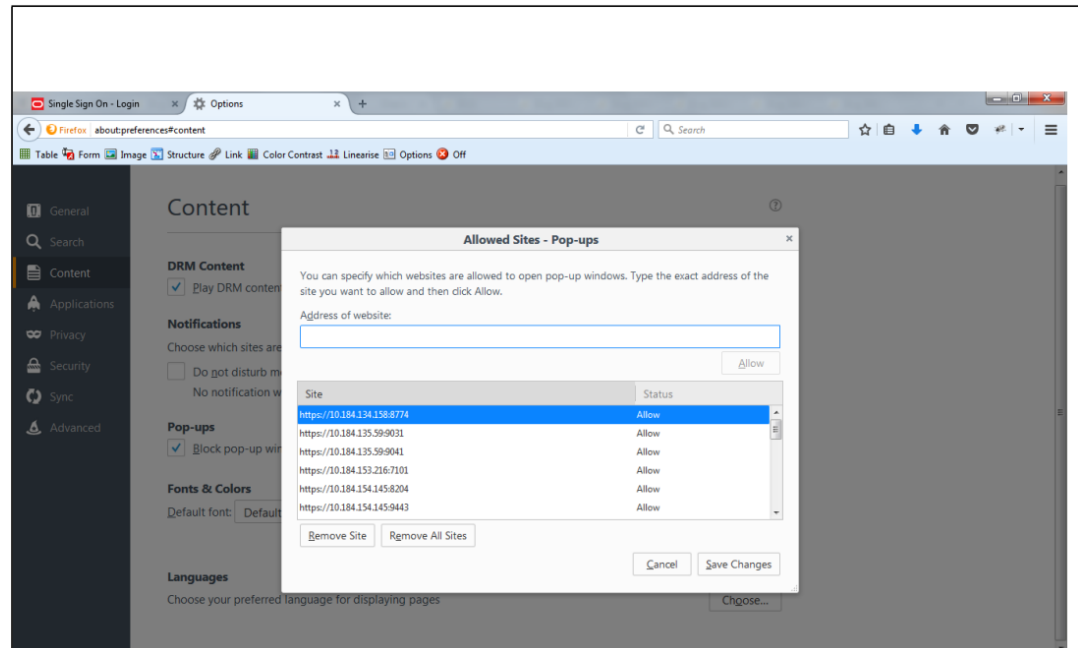 Single Sign On - Login
Options
Firefox about:preferences#content
Search
Table Form Image Structure Link Color Contrast Linearise Options Off
General
Search
Content
Applications
Privacy
Security
Sync
Advanced
Content
DRM Content
Play DRM conten
Notifications
Choose which sites are
Do not disturb m
No notification w
Pop-ups
Block pop-up win
Fonts & Colors
Default font: Default
Languages
Choose your preferred language for displaying pages
Choose...
Allowed Sites - Pop-ups
You can specify which websites are allowed to open pop-up windows. Type the exact address of the
site you want to allow and then click Allow.
Address of website:
Allow
Site Status
https://10.184.134.158:8774 Allow
https://10.184.135.59:9031 Allow
https://10.184.135.59:9041 Allow
https://10.184.153.216:7101 Allow
https://10.184.154.145:8204 Allow
https://10.184.154.145:9443 Allow
Remove Site Remove All Sites
Cancel Save Changes